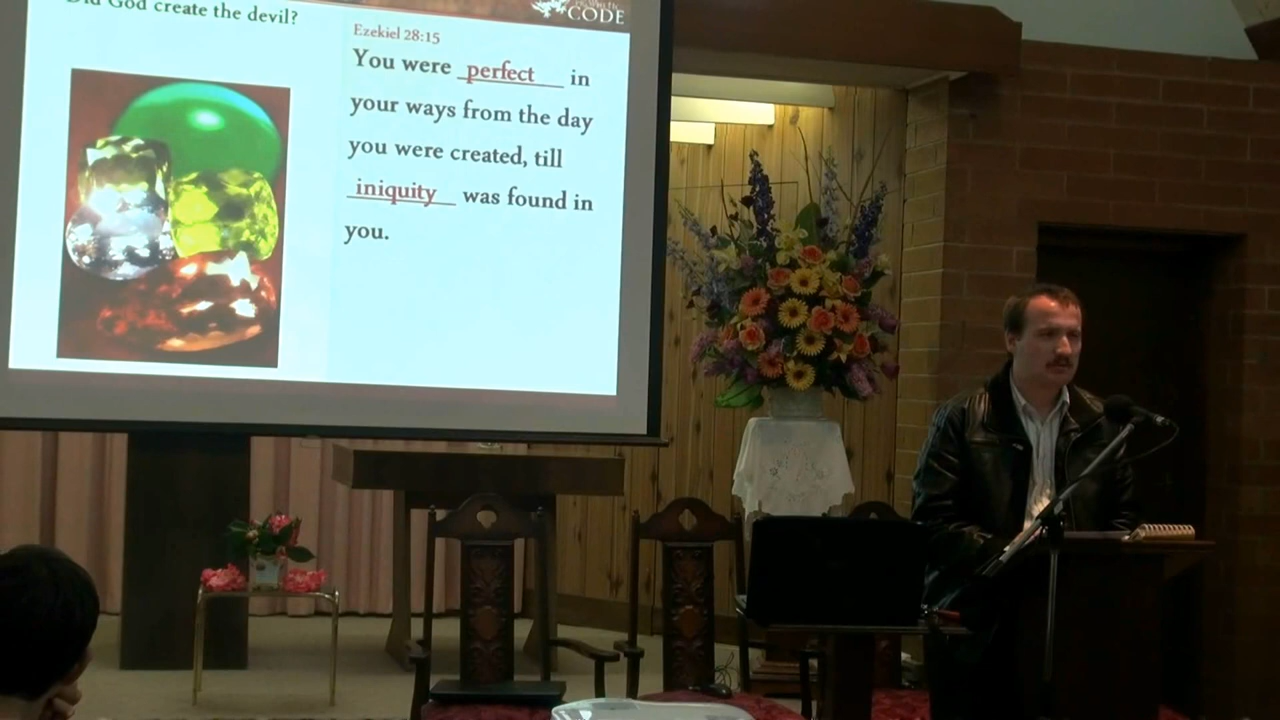 Did God create the devil?
CODE
Ezekiel 28:15
You were perfect in
your ways from the day
you were created, till
iniquity was found in
you.